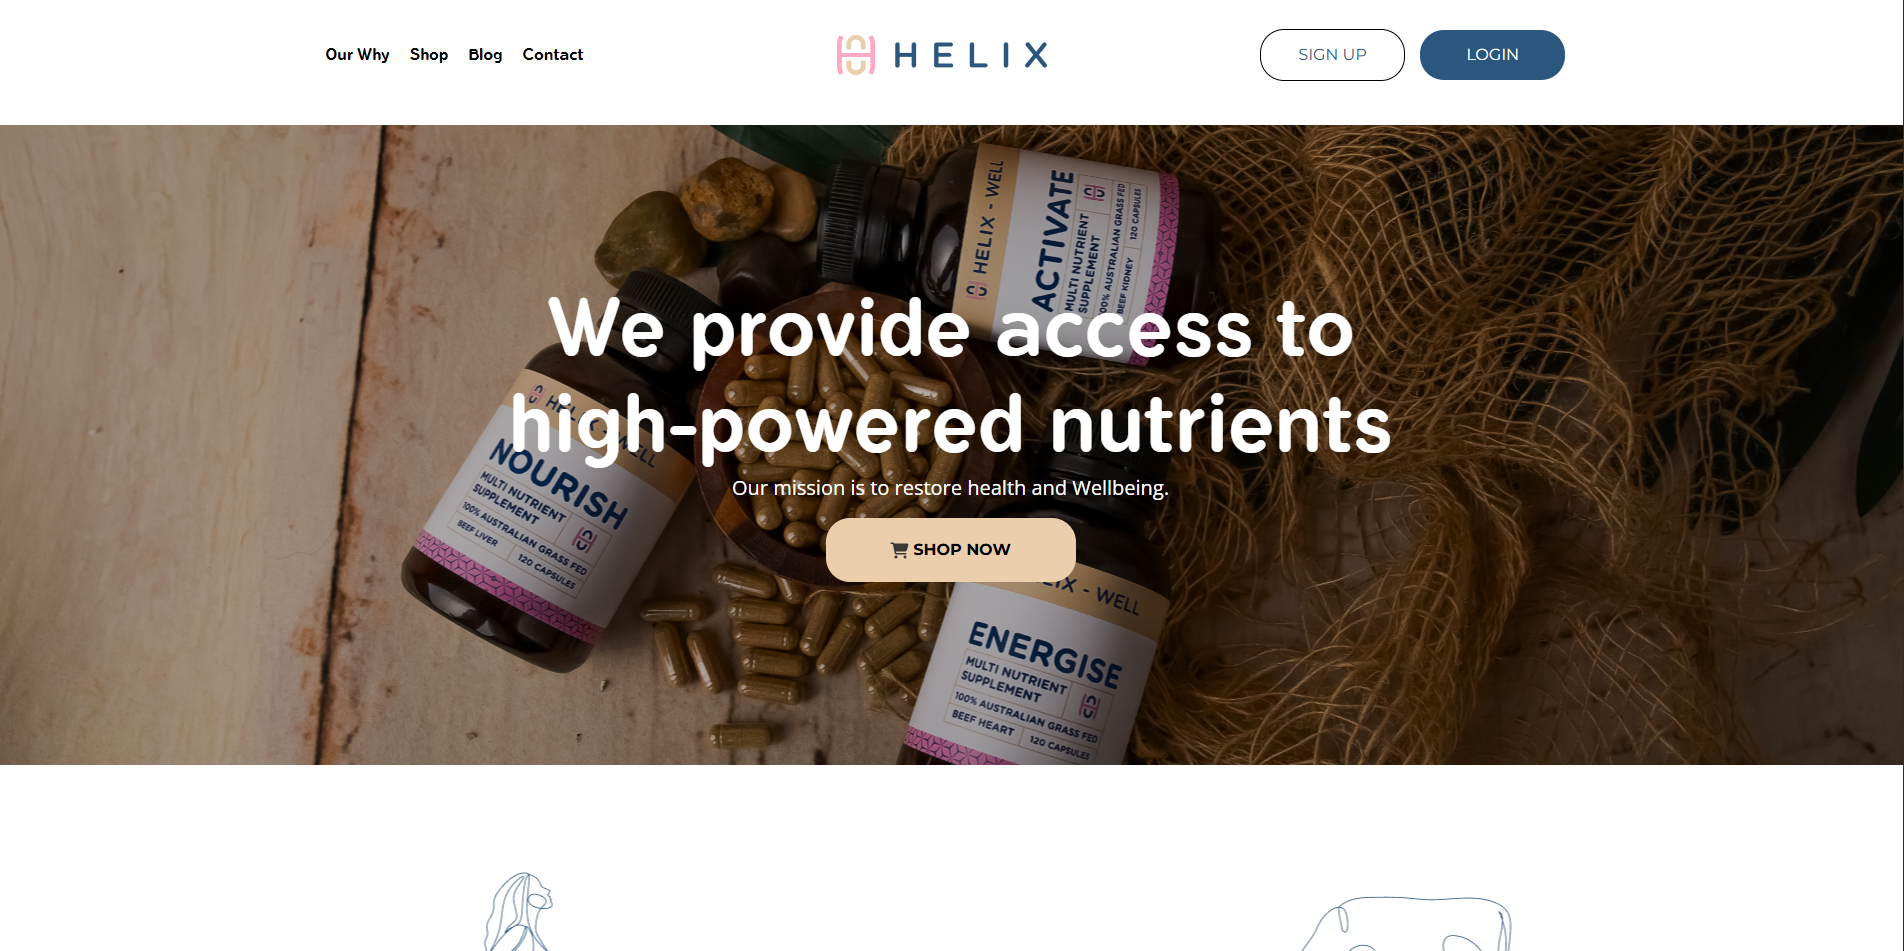 Our Why Shop Blog Contact
HELIX
SIGN UP
LOGIN
HELIX - WELL
ACTIVATE
MULTI NUTRIENT
SUPPLEMENT
100% AUSTRALIAN GRASS FED
BEEF KIDNEY
120 CAPSULES
We provide access to
high-powered nutrients
Our mission is to restore health and Wellbeing.
SHOP NOW
WELL
NOURISH
MULTI NUTRIENT
SUPPLEMENT
100% AUSTRALIAN GRASS FED
BEEF LIVER
120 CAPSULES
- WELL
ENERGISE
MULTI NUTRIENT
SUPPLEMENT
100% AUSTRALIAN GRASS FED
BEEF HEART
120 CAPSULES